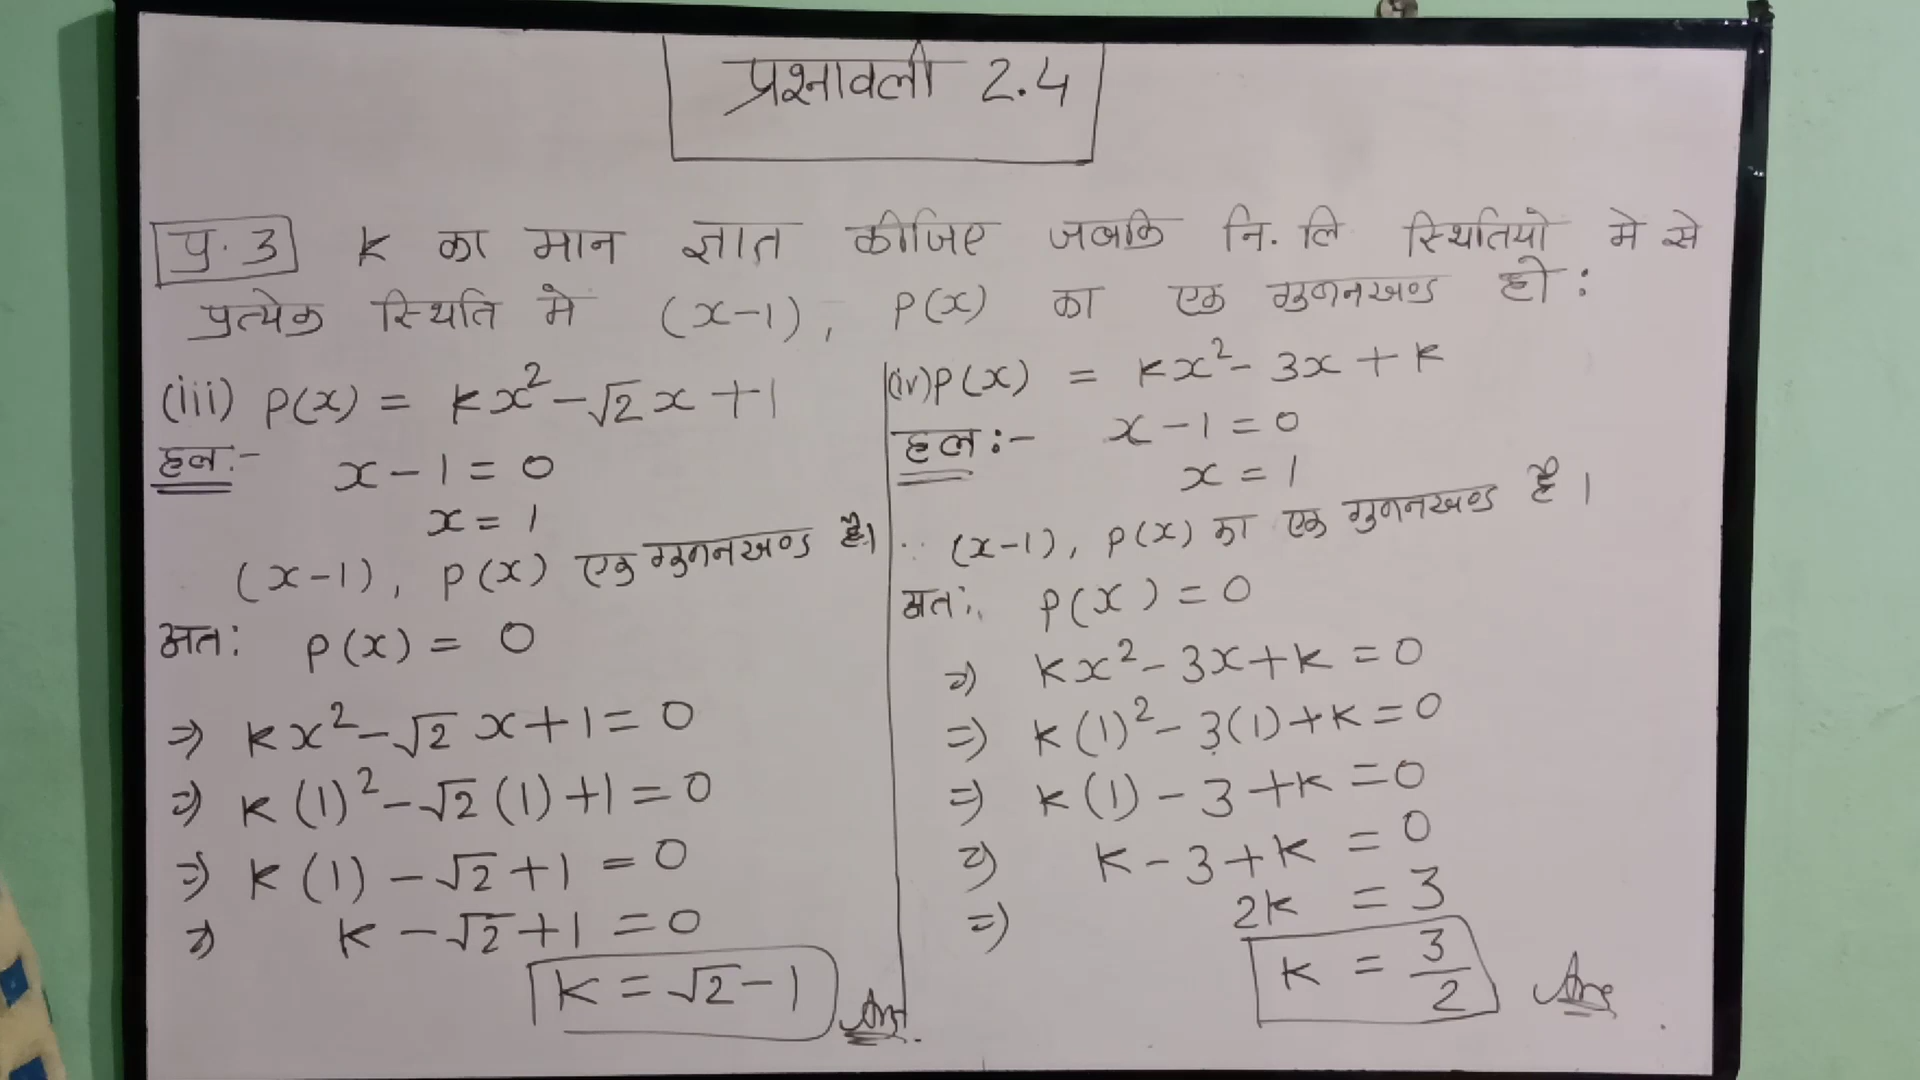 प्रश्नावली 2.4
प्र. 3 K का मान ज्ञात कीजिए जबकि नि. लि स्थितियो मे से
प्रत्येक स्थिति मे (x-1), P(x) का एक गुणनखण्ड हो :
(iii) P(x) = Kx² - √2x + 1
हल :-
x - 1 = 0
x = 1
(x-1), P(x) एक गुणनखण्ड है।
अतः P(x) = 0
⇒ Kx² - √2 x + 1 = 0
⇒ K(1)² - √2 (1) + 1 = 0
⇒ K(1) - √2 + 1 = 0
⇒ K - √2 + 1 = 0
K = √2 - 1 Ans.
(iv) P(x) = Kx² - 3x + K
हल :- x - 1 = 0
x = 1
(x-1), P(x) का एक गुणनखण्ड है।
अतः P(x) = 0
⇒ Kx² - 3x + K = 0
⇒ K(1)² - 3(1) + K = 0
⇒ K(1) - 3 + K = 0
⇒ K - 3 + K = 0
⇒ 2K = 3
K = 3/2 Ans